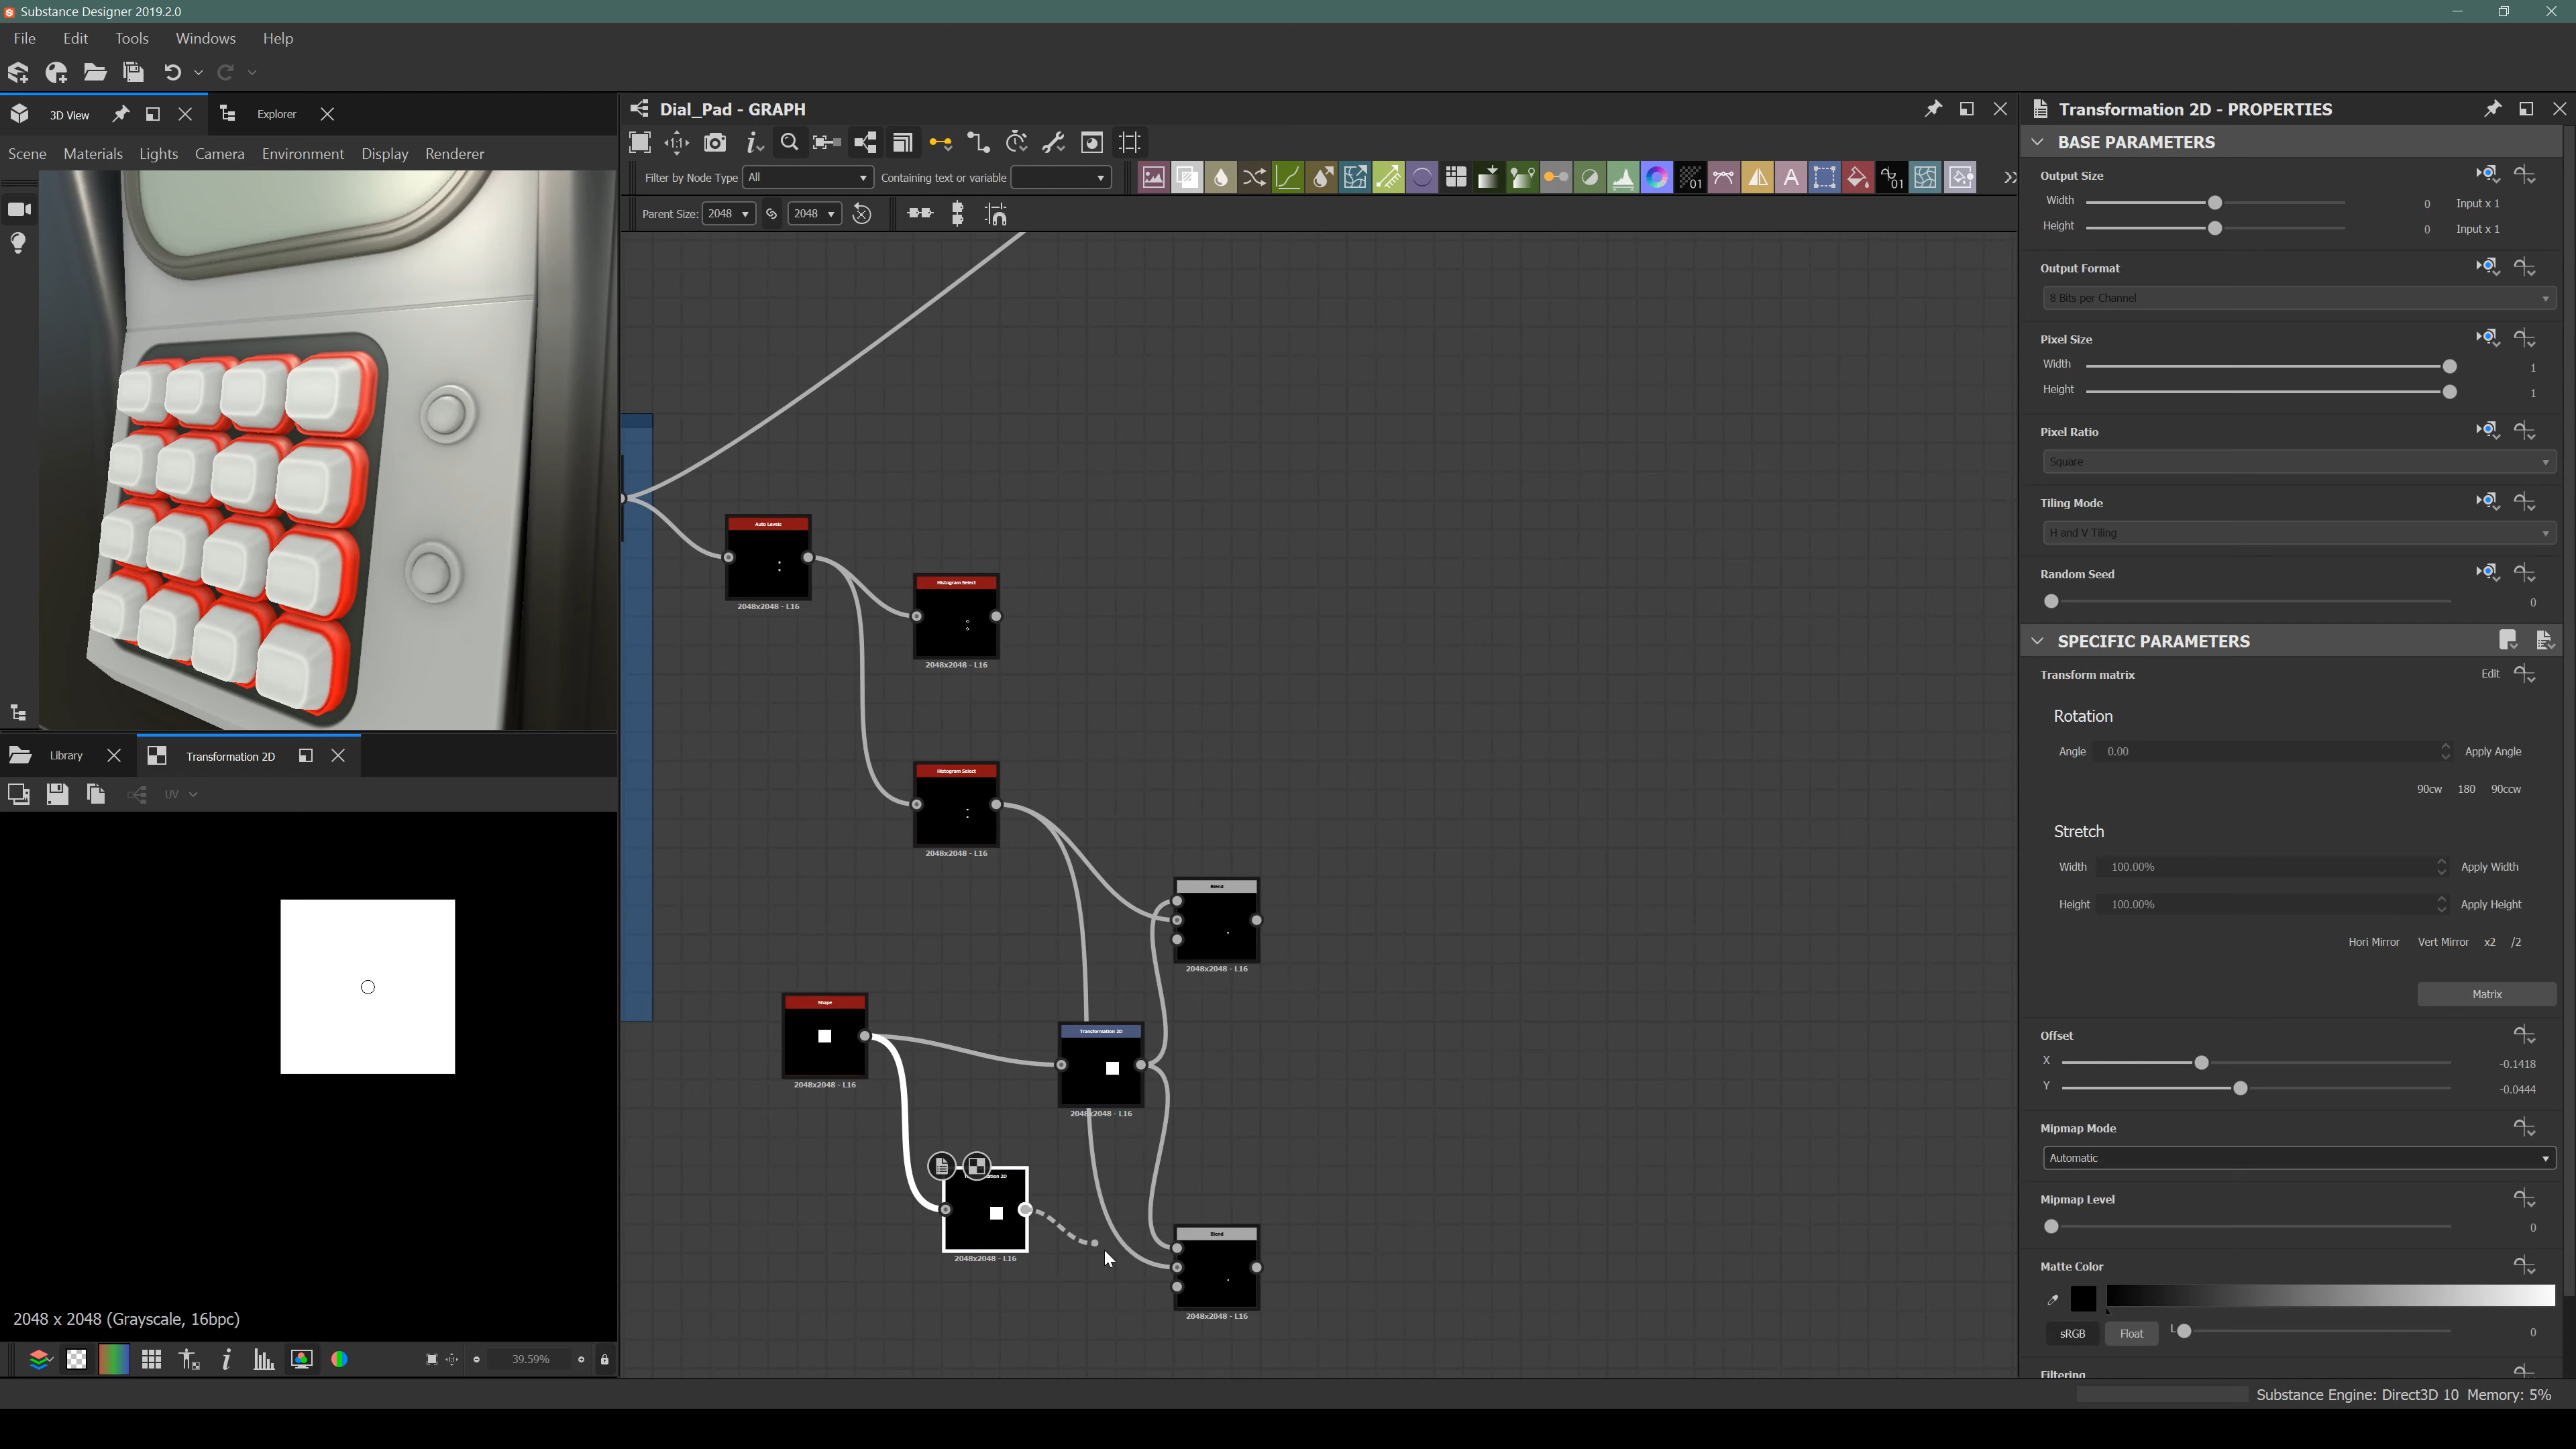 Substance Designer 2019.2.0
File Edit Tools Windows Help
3D View Explorer
Scene Materials Lights Camera Environment Display Renderer
Dial_Pad - GRAPH
Filter by Node Type All Containing text or variable
Parent Size: 2048 2048
Auto Levels
2048x2048 - L16
Histogram Select
2048x2048 - L16
Histogram Select
2048x2048 - L16
Blend
2048x2048 - L16
Shape
2048x2048 - L16
Transformation 2D
2048x2048 - L16
2048x2048 - L16
Blend
2048x2048 - L16
Library Transformation 2D
UV
2048 x 2048 (Grayscale, 16bpc)
39.59%
Transformation 2D - PROPERTIES
BASE PARAMETERS
Output Size
Width 0 Input x 1
Height 0 Input x 1
Output Format
8 Bits per Channel
Pixel Size
Width 1
Height 1
Pixel Ratio
Square
Tiling Mode
H and V Tiling
Random Seed
0
SPECIFIC PARAMETERS
Transform matrix Edit
Rotation
Angle 0.00 Apply Angle
90cw 180 90ccw
Stretch
Width 100.00% Apply Width
Height 100.00% Apply Height
Hori Mirror Vert Mirror x2 /2
Matrix
Offset
X -0.1418
Y -0.0444
Mipmap Mode
Automatic
Mipmap Level
0
Matte Color
sRGB Float L 0
Filtering
Substance Engine: Direct3D 10 Memory: 5%